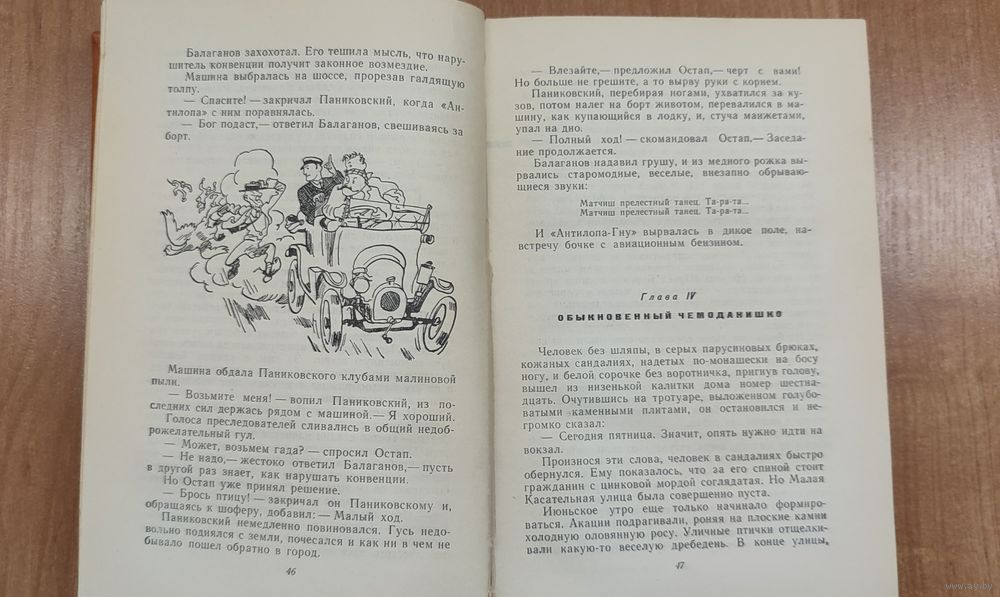 Балаганов захохотал. Его тешила мысль, что нару-
шитель конвенции получит законное возмездие.
Машина выбралась на шоссе, прорезав галдящую
толпу.
— Спасите! — закричал Паниковский, когда «Ан-
тилопа» с ним поравнялась.
— Бог подаст,— ответил Балаганов, свешиваясь за
борт.
Машина обдала Паниковского клубами малиновой
пыли.
— Возьмите меня! — вопил Паниковский, из по-
следних сил держась рядом с машиной.— Я хороший.
Голоса преследователей сливались в общий недоб-
рожелательный гул.
— Может, возьмем гада? — спросил Остап.
— Не надо,— жестоко ответил Балаганов,— пусть
в другой раз знает, как нарушать конвенции.
Но Остап уже принял решение.
— Брось птицу! — закричал он Паниковскому и,
обращаясь к шоферу, добавил: — Малый ход.
Паниковский немедленно повиновался. Гусь недо-
вольно поднялся с земли, почесался и как ни в чем не
бывало пошел обратно в город.
46
— Влезайте,— предложил Остап,— черт с вами!
Но больше не грешите, а то вырву руки с корнем.
Паниковский, перебирая ногами, ухватился за ку-
зов, потом налег на борт животом, перевалился в ма-
шину, как купающийся в лодку, и, стуча манжетами,
упал на дно.
— Полный ход! — скомандовал Остап.— Заседа-
ние продолжается.
Балаганов надавил грушу, и из медного рожка вы-
рвались старомодные, веселые, внезапно обрываю-
щиеся звуки:
Матчиш прелестный танец. Та-ра-та...
Матчиш прелестный танец. Та-ра-та...
И «Антилопа-Гну» вырвалась в дикое поле, на-
встречу бочке с авиационным бензином.
Глава IV
ОБЫКНОВЕННЫЙ ЧЕМОДАНИШКО
Человек без шляпы, в серых парусиновых брюках,
кожаных сандалиях, надетых по-монашески на босу
ногу, и белой сорочке без воротничка, пригнув голову,
вышел из низенькой калитки дома номер шестна-
дцать. Очутившись на тротуаре, выложенном голубо-
ватыми каменными плитами, он остановился и не-
громко сказал:
— Сегодня пятница. Значит, опять нужно идти на
вокзал.
Произнося эти слова, человек в сандалиях быстро
обернулся. Ему показалось, что за его спиной стоит
гражданин с цинковой мордой соглядатая. Но Малая
Касательная улица была совершенно пуста.
Июньское утро еще только начинало формиро-
ваться. Акации подрагивали, роняя на плоские камни
холодную оловянную росу. Уличные птички отщелки-
вали какую-то веселую дребедень. В конце улицы,
47
www.ay.by